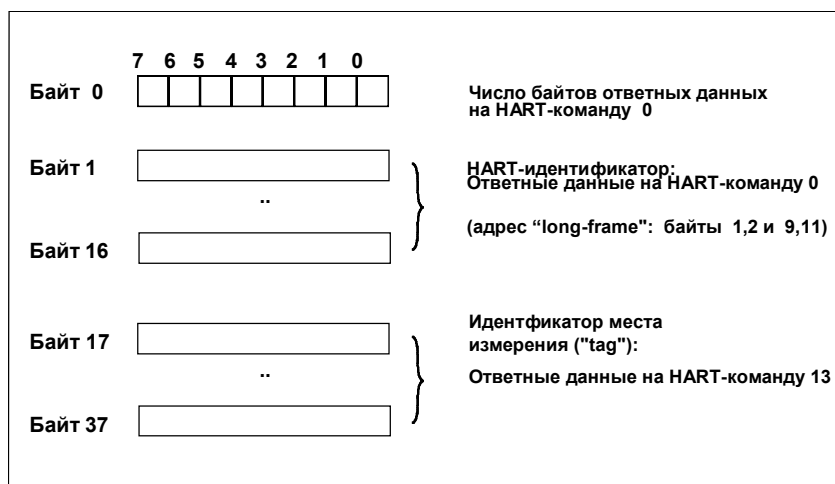 7 6 5 4 3 2 1 0
Байт 0
Число байтов ответных данных
на HART-команду 0
Байт 1
HART-идентификатор:
Ответные данные на HART-команду 0
..
(адрес “long-frame": байты 1,2 и 9,11)
Байт 16
Идентфикатор места
Байт 17
измерения ("tag"):
..
Ответные данные на HART-команду 13
Байт 37